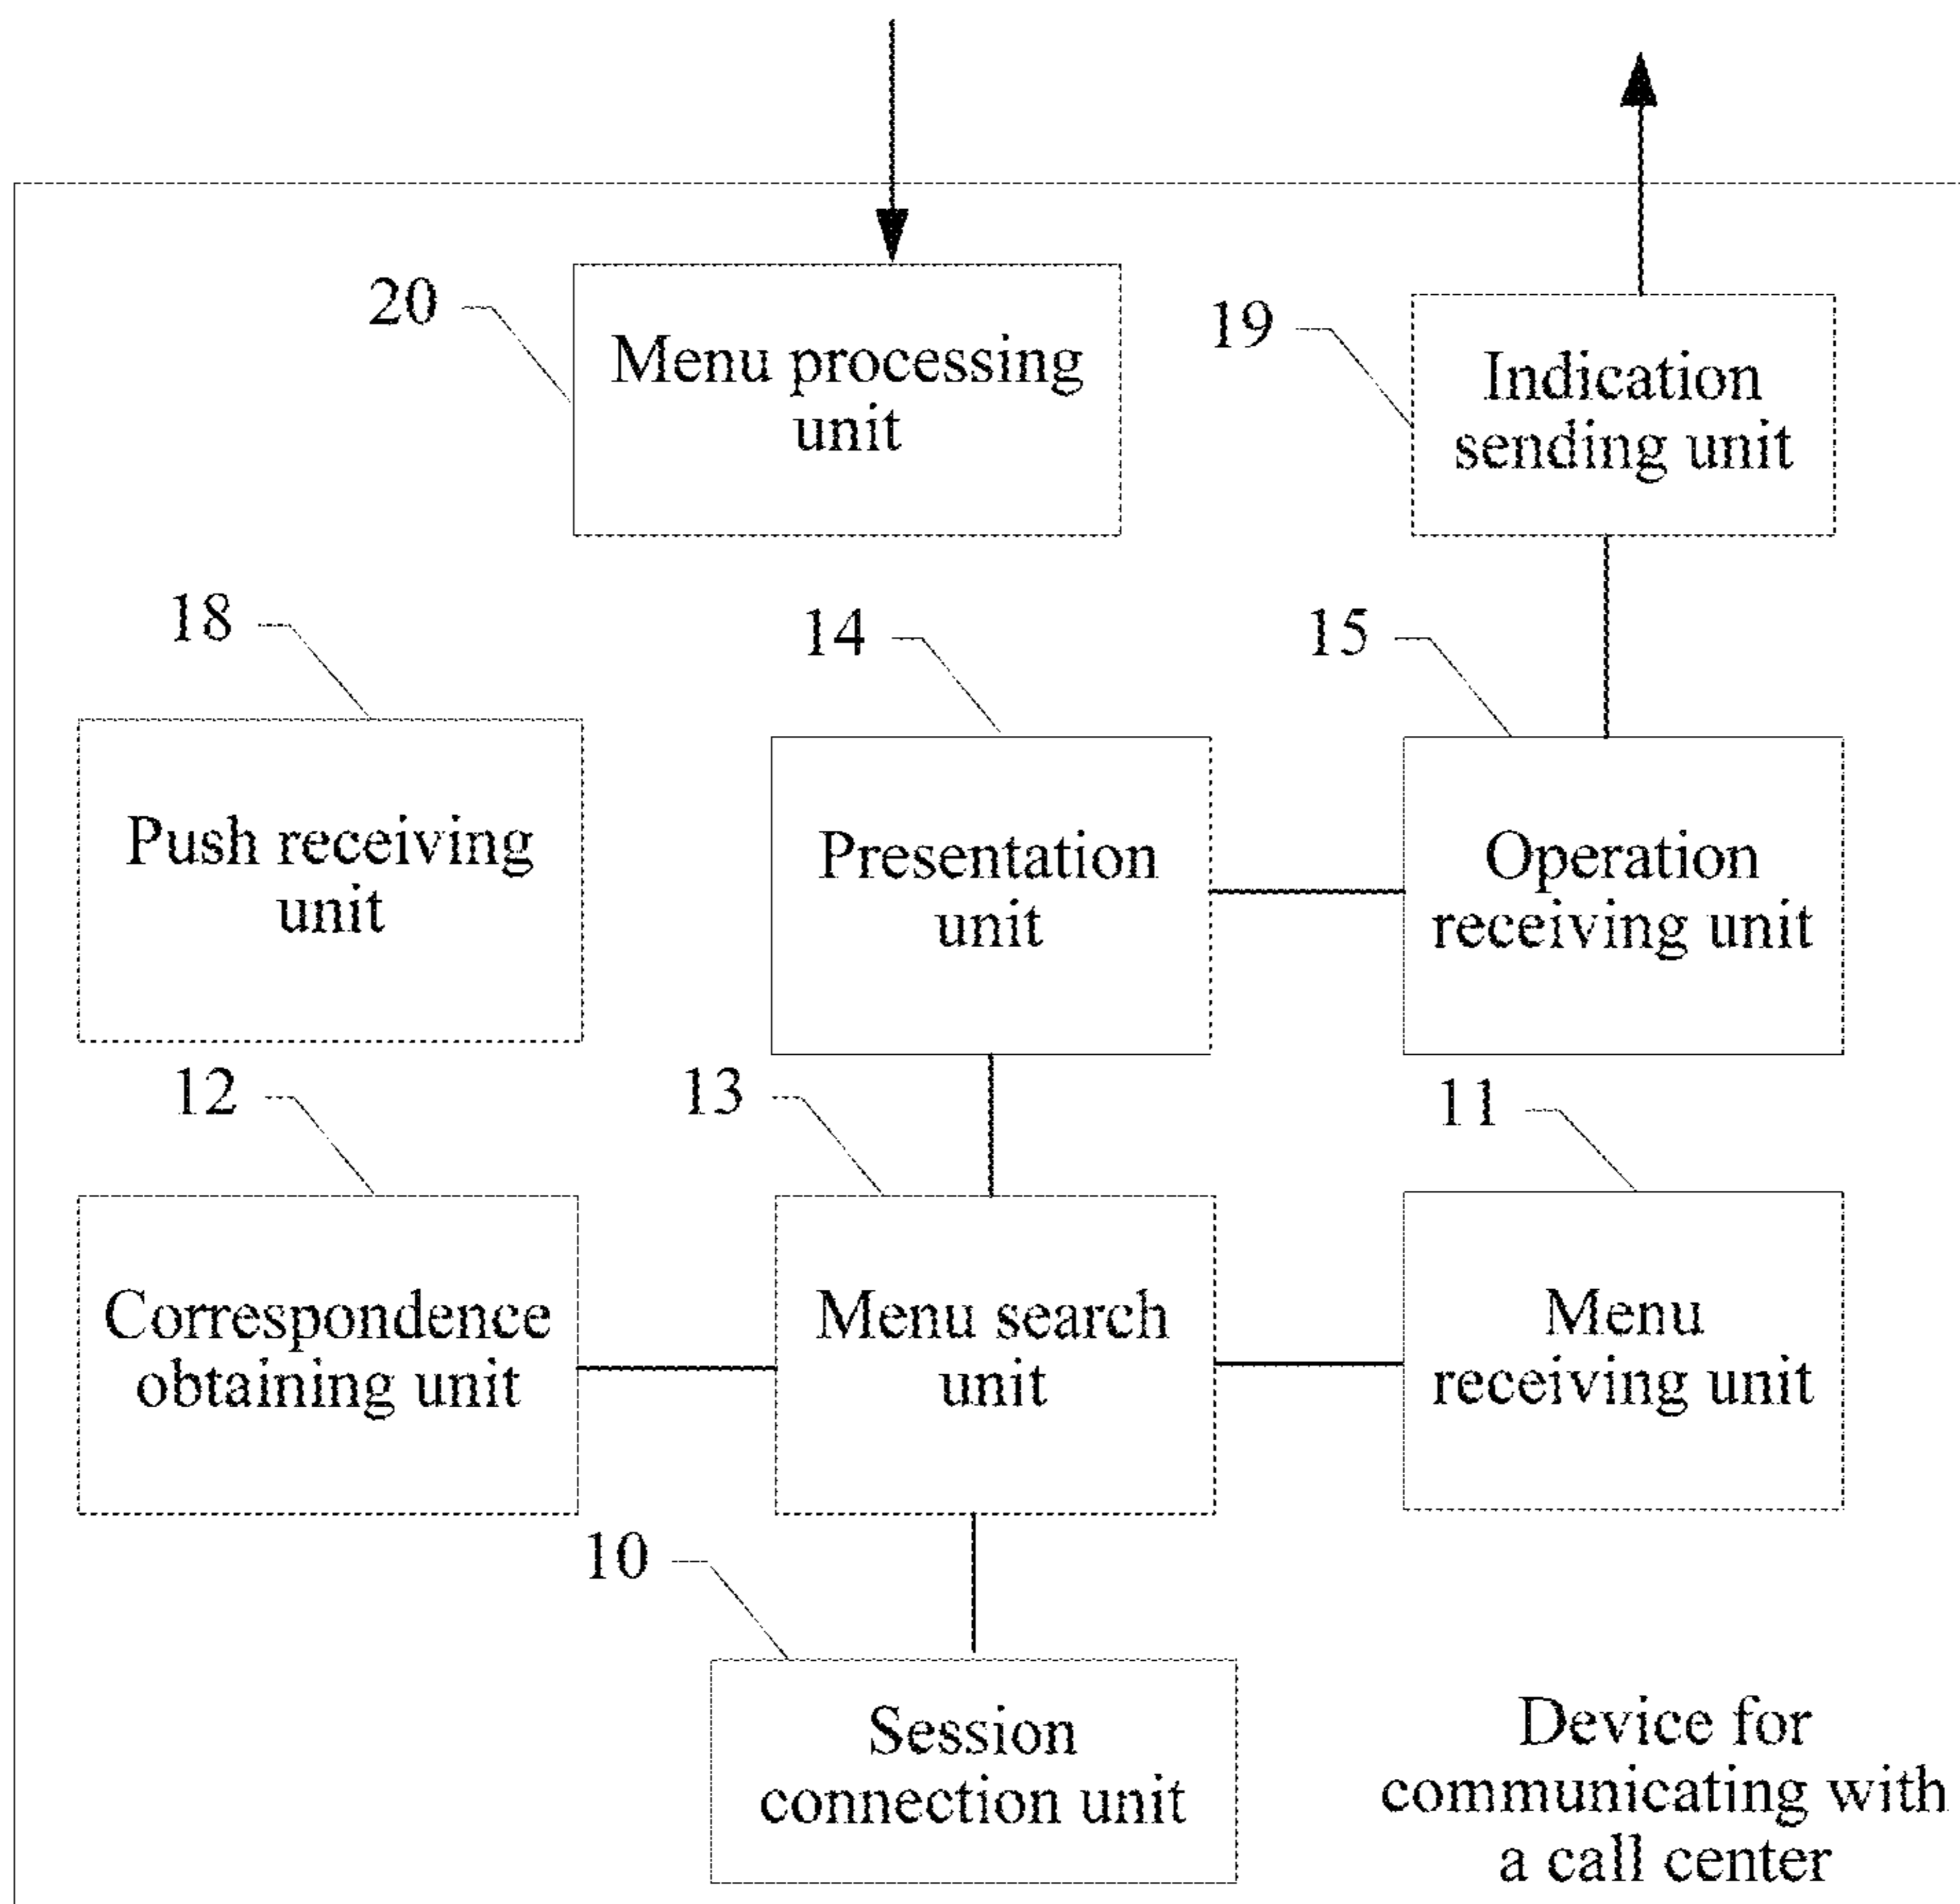 20
Menu processing
unit
19
Indication
sending unit
18
Push receiving
unit
14
Presentation
unit
15
Operation
receiving unit
12
Correspondence
obtaining unit
13
Menu search
unit
11
Menu
receiving unit
10
Session
connection unit
Device for
communicating with
a call center